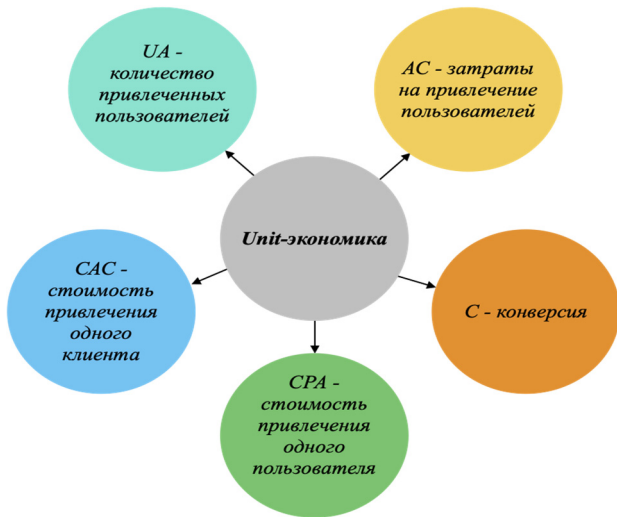 UA -
количество
привлеченных
пользователей
AC - затраты
на привлечение
пользователей
Unit-экономика
CAC -
стоимость
привлечения
одного
клиента
C - конверсия
CPA -
стоимость
привлечения
одного
пользователя